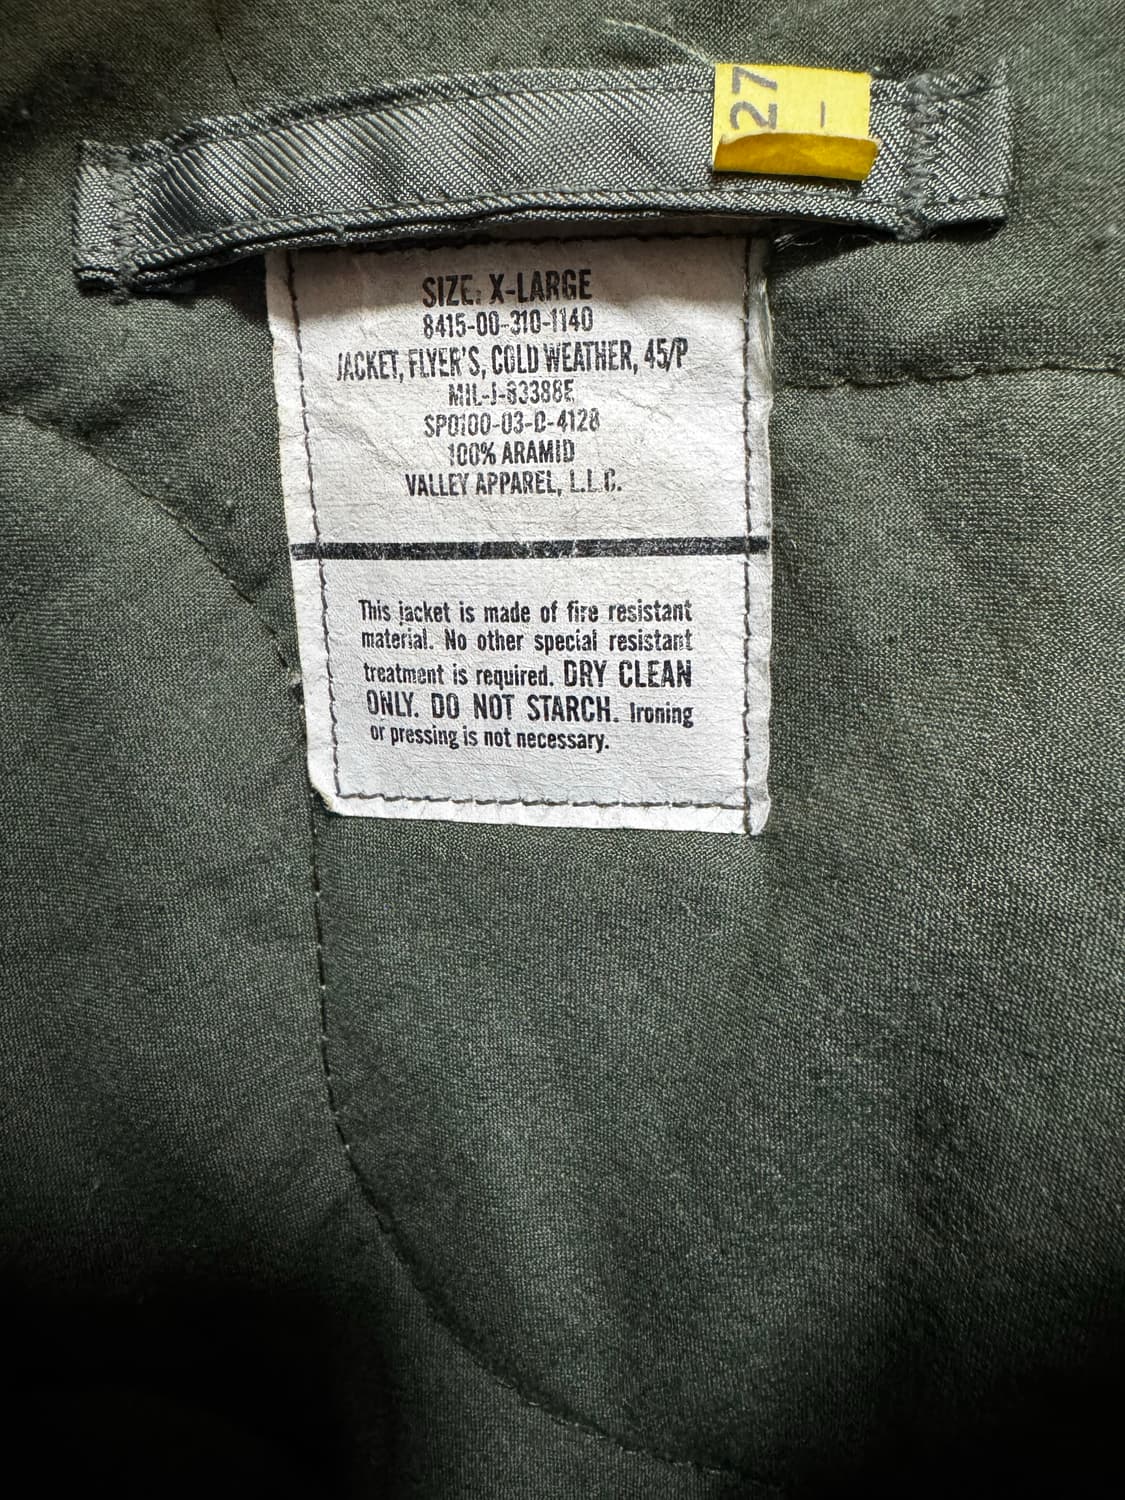 27 -
SIZE: X-LARGE
8415-00-310-1140
JACKET, FLYER'S, COLD WEATHER, 45/P
MIL-J-83388E
SP0100-03-D-4128
100% ARAMID
VALLEY APPAREL, L.L.C.
This jacket is made of fire resistant
material. No other special resistant
treatment is required. DRY CLEAN
ONLY. DO NOT STARCH. Ironing
or pressing is not necessary.